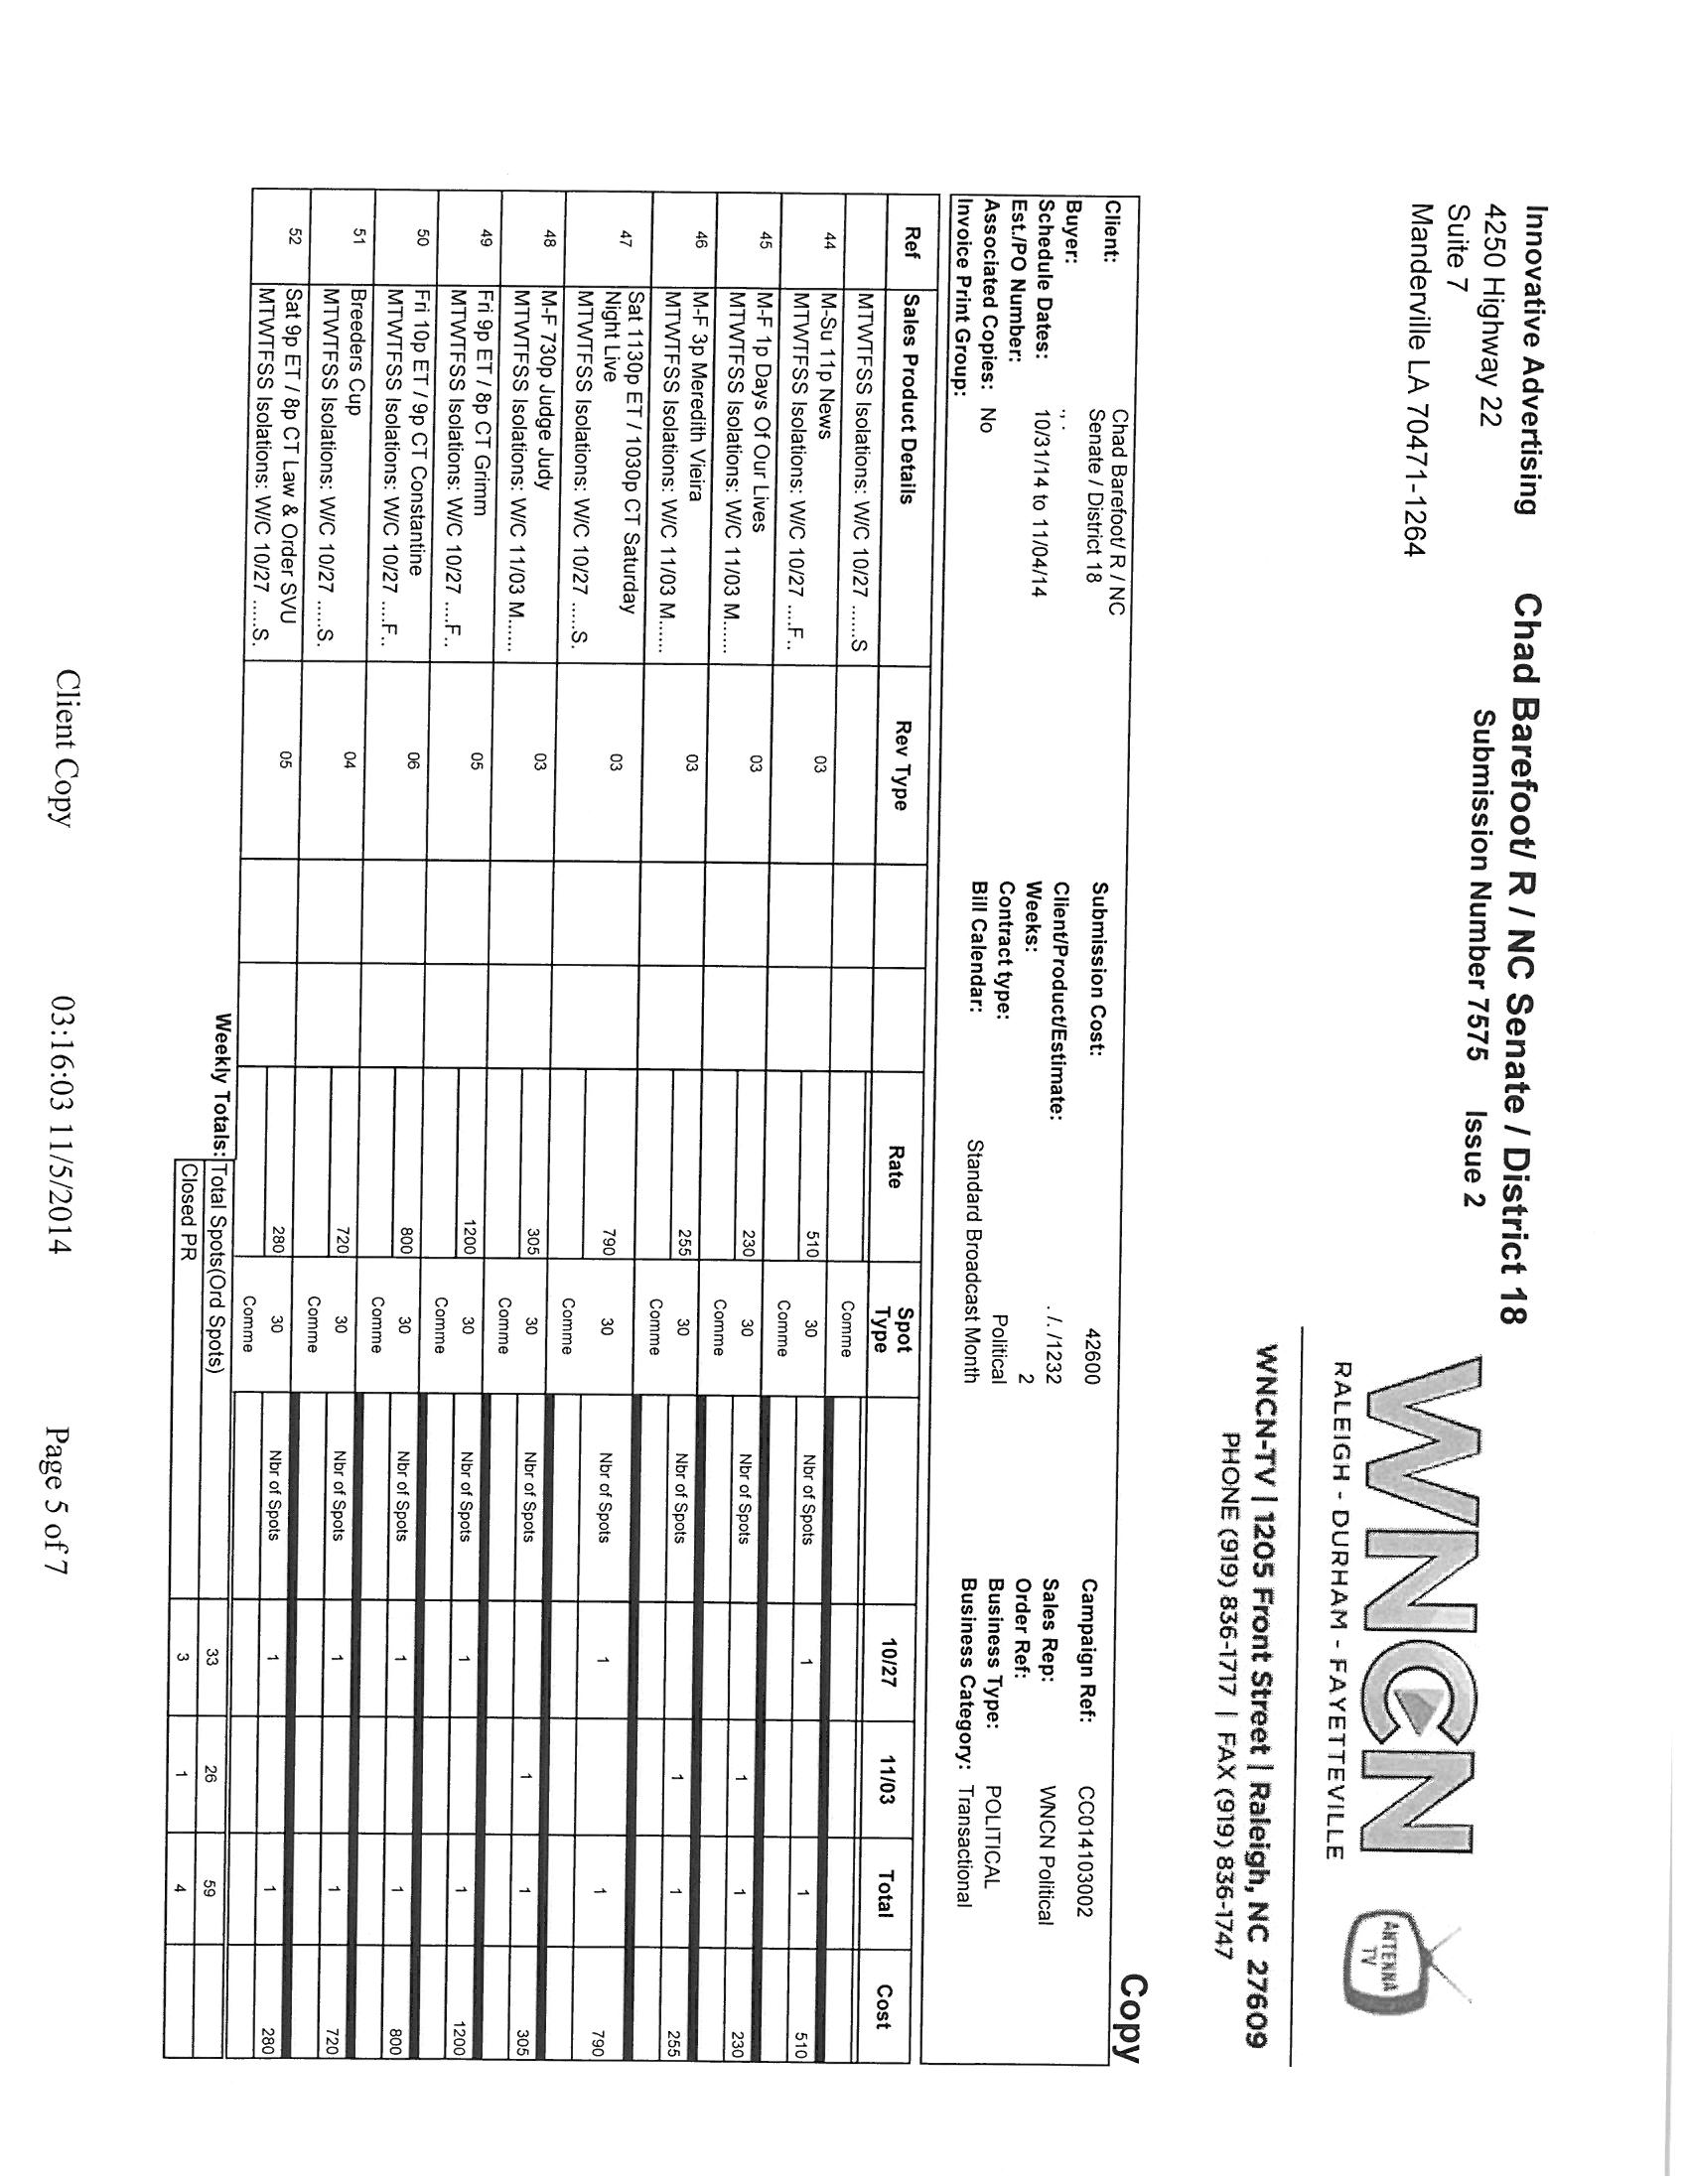 Innovative Advertising
4250 Highway 22
Suite 7
Manderville LA 70471-1264
Chad Barefoot/ R / NC Senate / District 18
Submission Number 7575 Issue 2
WNCN
RALEIGH - DURHAM - FAYETTEVILLE
ANTENNA
TV
WNCN-TV | 1205 Front Street | Raleigh, NC 27609
PHONE (919) 836-1717 | FAX (919) 836-1747
Copy
Client: Chad Barefoot/ R / NC
Senate / District 18
Buyer: ., .
Schedule Dates: 10/31/14 to 11/04/14
Est./PO Number:
Associated Copies: No
Invoice Print Group:
Submission Cost: 42600
Client/Product/Estimate: . /. /1232
Weeks: 2
Contract type: Political
Bill Calendar: Standard Broadcast Month
Campaign Ref: CC014103002
Sales Rep: WNCN Political
Order Ref:
Business Type: POLITICAL
Business Category: Transactional
Ref Sales Product Details Rev Type Rate Spot Type 10/27 11/03 Total Cost
MTWTFSS Isolations: W/C 10/27 ......S Comme
44 M-Su 11p News 03 510 30 Nbr of Spots 1 1 510
MTWTFSS Isolations: W/C 10/27 ....F.. Comme
45 M-F 1p Days Of Our Lives 03 230 30 Nbr of Spots 1 1 230
MTWTFSS Isolations: W/C 11/03 M...... Comme
46 M-F 3p Meredith Vieira 03 255 30 Nbr of Spots 1 1 255
MTWTFSS Isolations: W/C 11/03 M...... Comme
47 Sat 1130p ET / 1030p CT Saturday 03 790 30 Nbr of Spots 1 1 790
Night Live
MTWTFSS Isolations: W/C 10/27 .....S. Comme
48 M-F 730p Judge Judy 03 305 30 Nbr of Spots 1 1 305
MTWTFSS Isolations: W/C 11/03 M...... Comme
49 Fri 9p ET / 8p CT Grimm 05 1200 30 Nbr of Spots 1 1 1200
MTWTFSS Isolations: W/C 10/27 ....F.. Comme
50 Fri 10p ET / 9p CT Constantine 06 800 30 Nbr of Spots 1 1 800
MTWTFSS Isolations: W/C 10/27 ....F.. Comme
51 Breeders Cup 04 720 30 Nbr of Spots 1 1 720
MTWTFSS Isolations: W/C 10/27 .....S. Comme
52 Sat 9p ET / 8p CT Law & Order SVU 05 280 30 Nbr of Spots 1 1 280
MTWTFSS Isolations: W/C 10/27 .....S. Comme
Weekly Totals: Total Spots(Ord Spots) 33 26 59
Closed PR 3 1 4
Client Copy 03:16:03 11/5/2014 Page 5 of 7